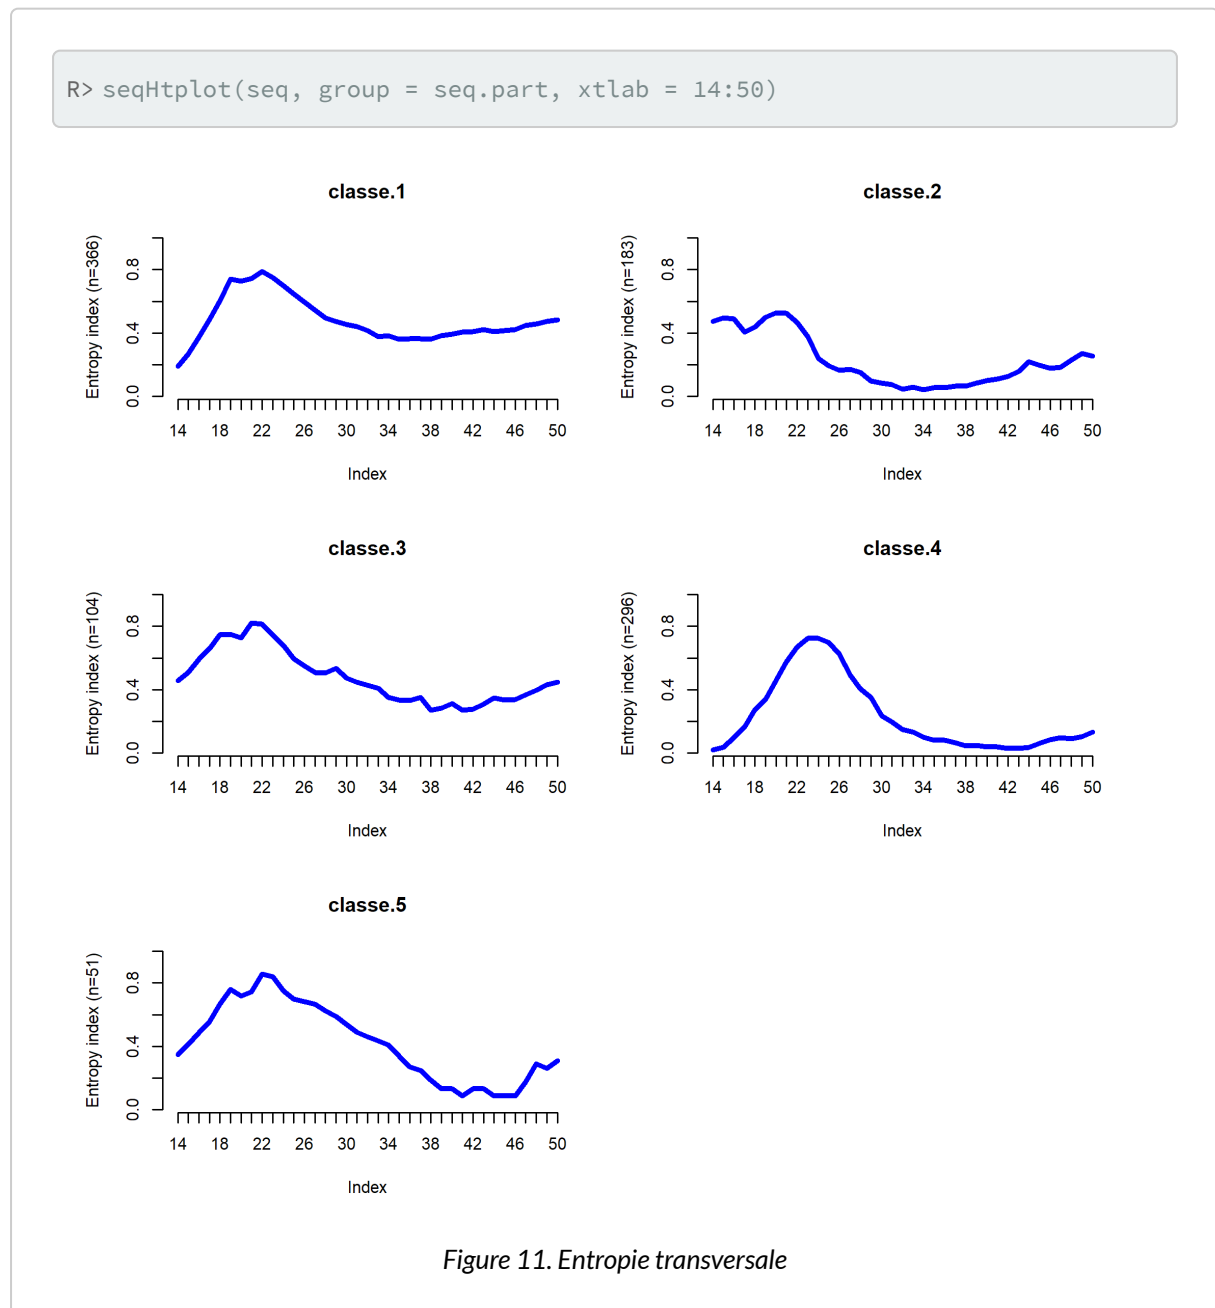 R> seqHtplot(seq, group = seq.part, xtlab = 14:50)
classe.1
Entropy index (n=366)
0.0 0.4 0.8
14 18 22 26 30 34 38 42 46 50
Index
classe.2
Entropy index (n=183)
0.0 0.4 0.8
14 18 22 26 30 34 38 42 46 50
Index
classe.3
Entropy index (n=104)
0.0 0.4 0.8
14 18 22 26 30 34 38 42 46 50
Index
classe.4
Entropy index (n=296)
0.0 0.4 0.8
14 18 22 26 30 34 38 42 46 50
Index
classe.5
Entropy index (n=51)
0.0 0.4 0.8
14 18 22 26 30 34 38 42 46 50
Index
Figure 11. Entropie transversale